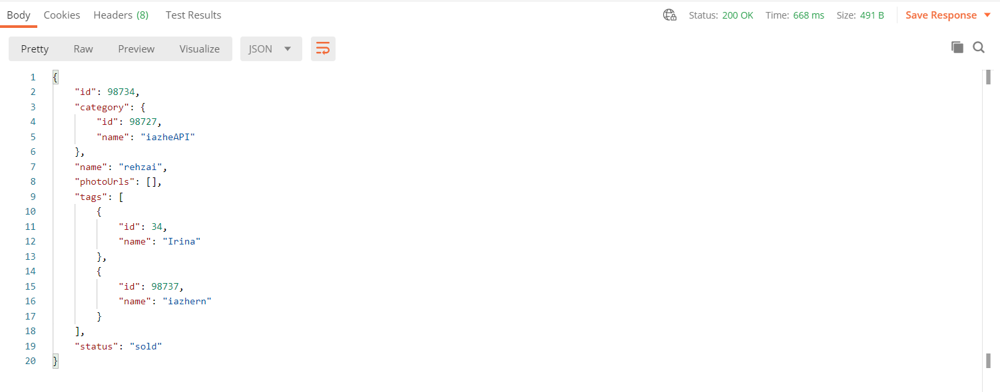 Body Cookies Headers (8) Test Results Status: 200 OK Time: 668 ms Size: 491 B Save Response
Pretty Raw Preview Visualize JSON
1 {
2 "id": 98734,
3 "category": {
4 "id": 98727,
5 "name": "iazheAPI"
6 },
7 "name": "rehzai",
8 "photoUrls": [],
9 "tags": [
10 {
11 "id": 34,
12 "name": "Irina"
13 },
14 {
15 "id": 98737,
16 "name": "iazhern"
17 }
18 ],
19 "status": "sold"
20 }